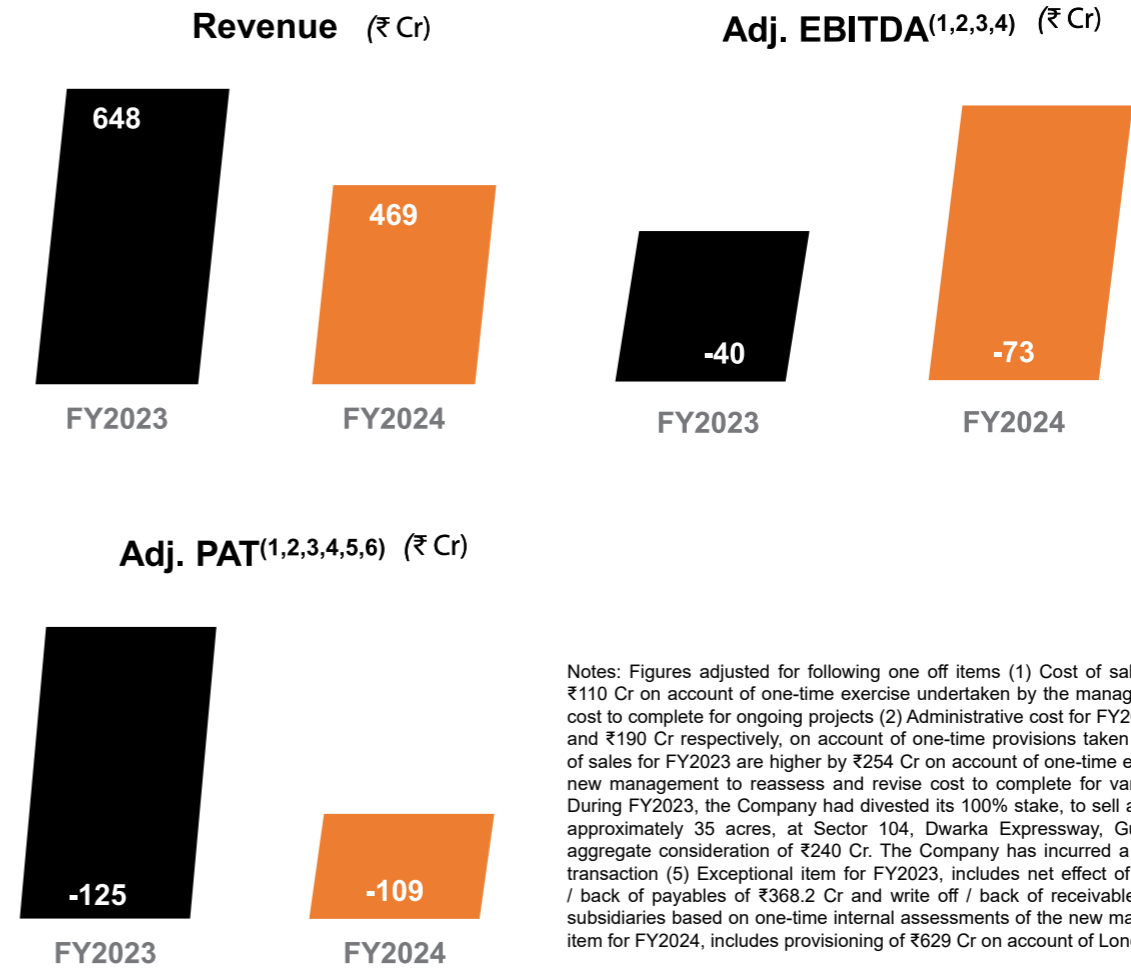 Revenue (₹ Cr)
648
469
FY2023 FY2024
Adj. EBITDA(1,2,3,4) (₹ Cr)
-40
-73
FY2023 FY2024
Adj. PAT(1,2,3,4,5,6) (₹ Cr)
-125
-109
FY2023 FY2024
Notes: Figures adjusted for following one off items (1) Cost of
₹110 Cr on account of one-time exercise undertaken by the
cost to complete for ongoing projects (2) Administrative cost for
and ₹190 Cr respectively, on account of one-time provisions taken
of sales for FY2023 are higher by ₹254 Cr on account of one-time
new management to reassess and revise cost to complete for
During FY2023, the Company had divested its 100% stake, to sell
approximately 35 acres, at Sector 104, Dwarka Expressway,
aggregate consideration of ₹240 Cr. The Company has incurred a
transaction (5) Exceptional item for FY2023, includes net effect of
/ back of payables of ₹368.2 Cr and write off / back of
subsidiaries based on one-time internal assessments of the new
item for FY2024, includes provisioning of ₹629 Cr on account of